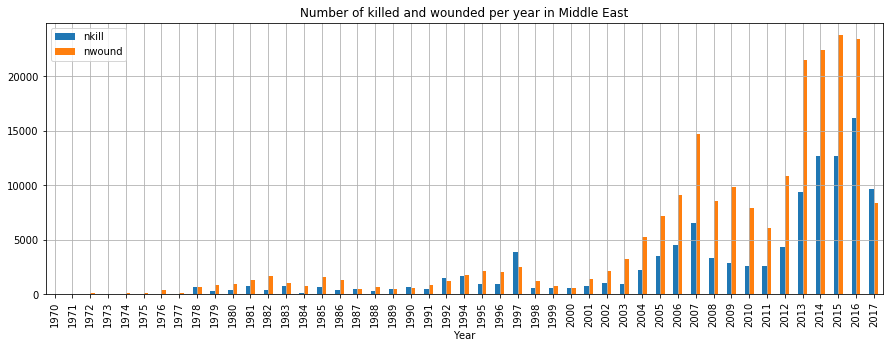 Number of killed and wounded per year in Middle East
nkill
nwound
20000
15000
10000
5000
0
1970 1971 1972 1973 1974 1975 1976 1977 1978 1979 1980 1981 1982 1983 1984 1985 1986 1987 1988 1989 1990 1991 1992 1994 1995 1996 1997 1998 1999 2000 2001 2002 2003 2004 2005 2006 2007 2008 2009 2010 2011 2012 2013 2014 2015 2016 2017
Year